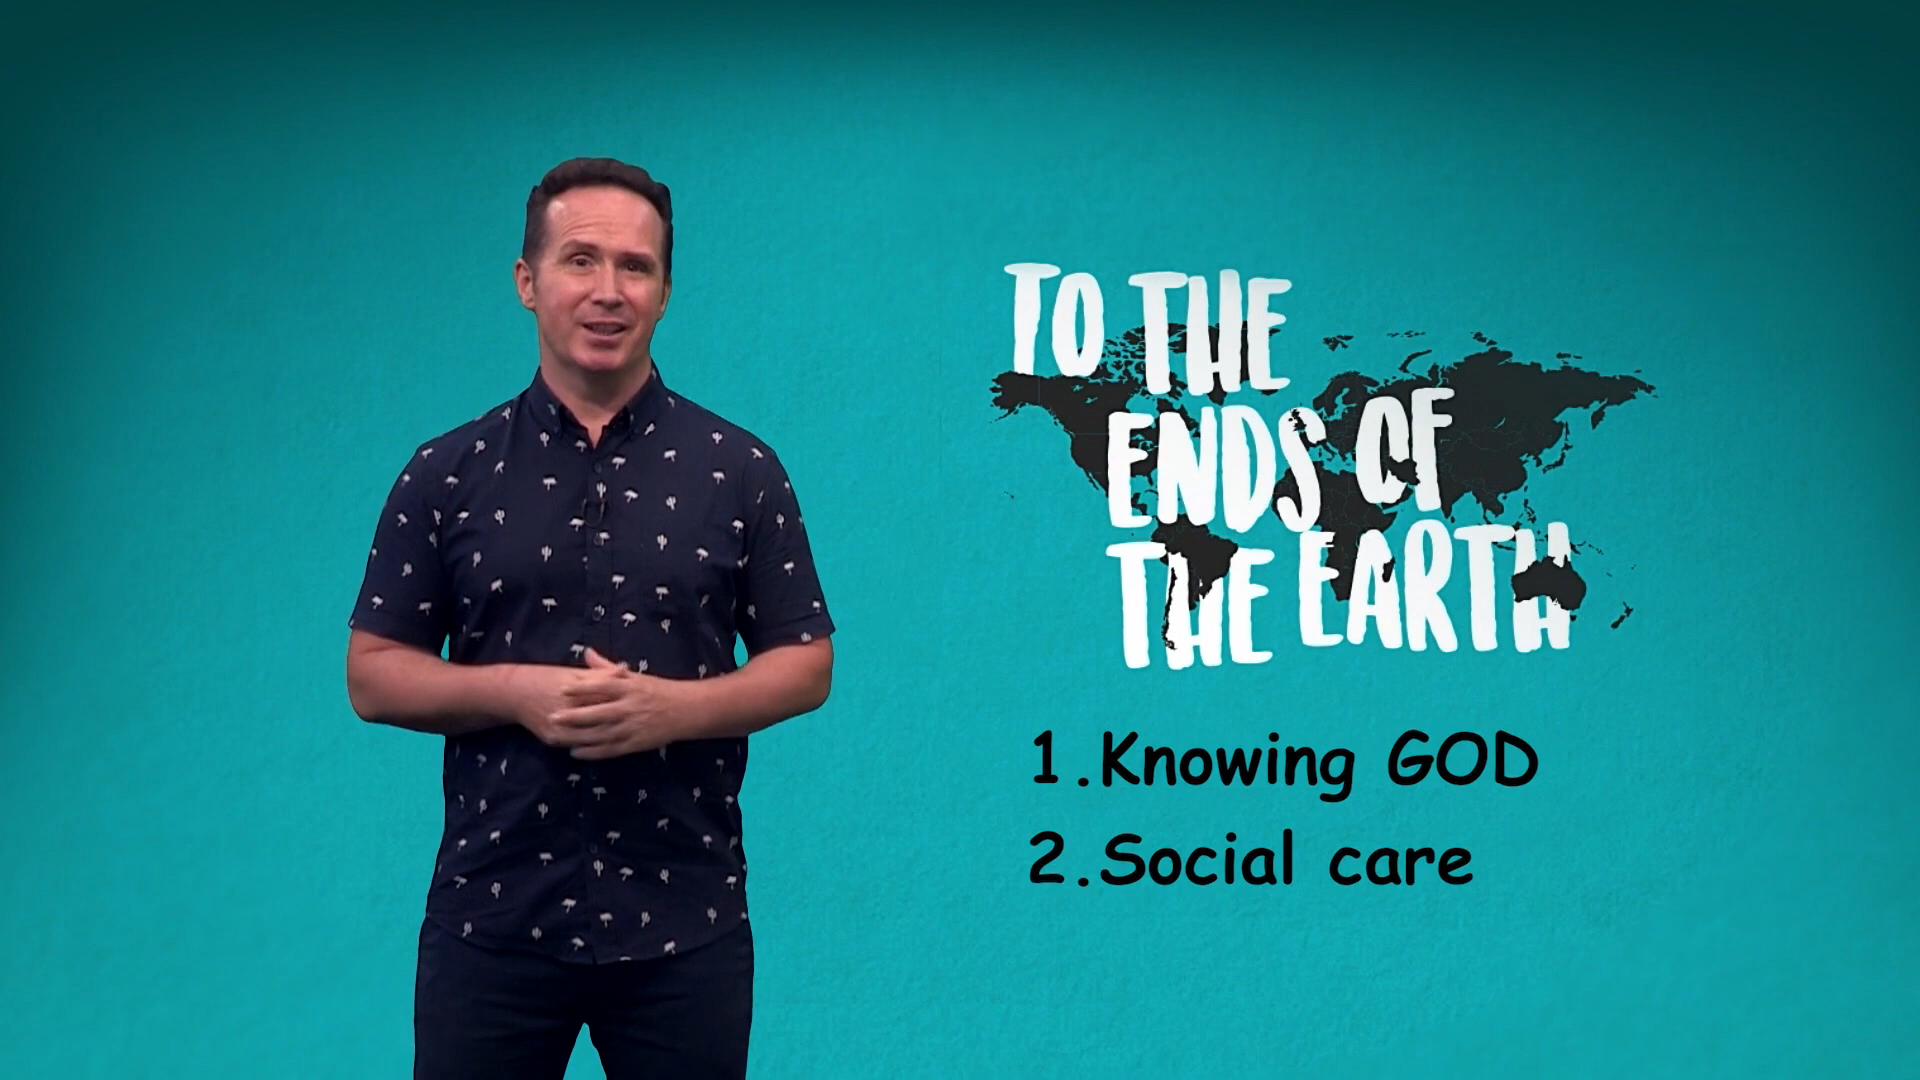 TO THE
ENDS OF
THE EARTH
1.Knowing GOD
2.Social care